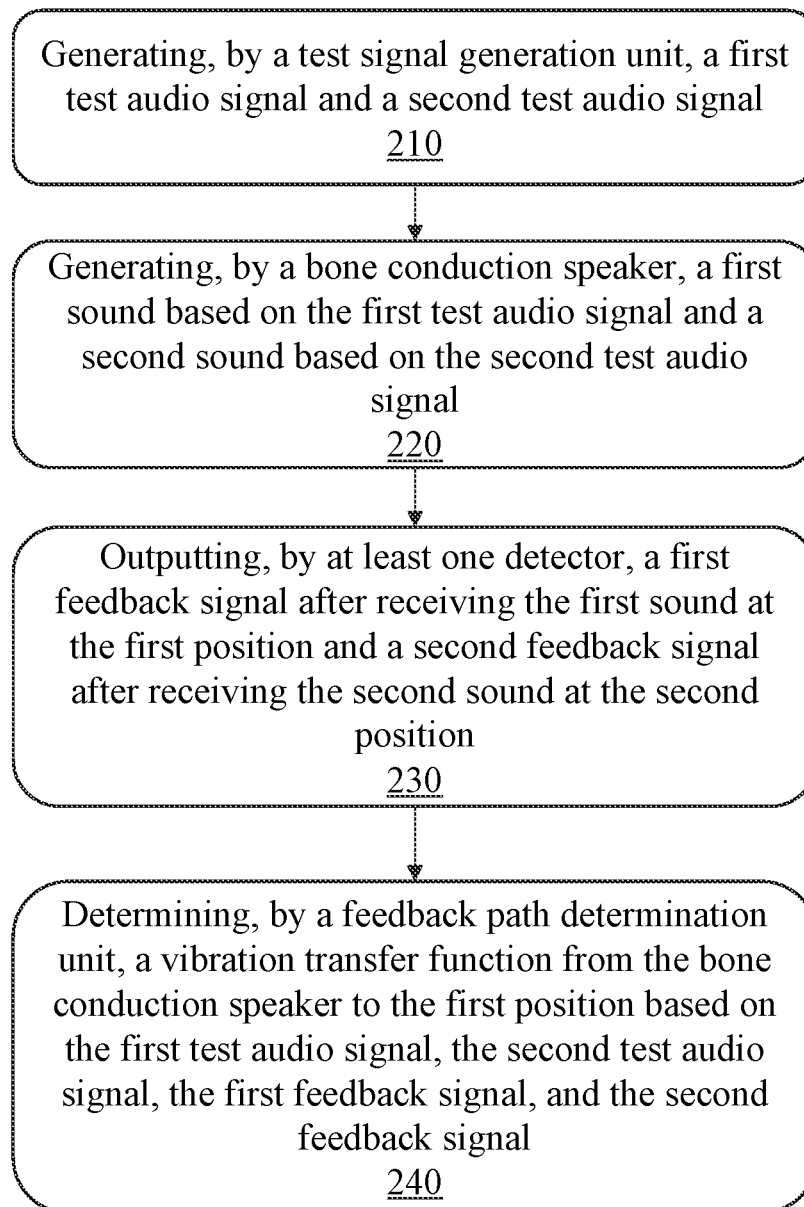 Generating, by a test signal generation unit, a first
test audio signal and a second test audio signal
210
Generating, by a bone conduction speaker, a first
sound based on the first test audio signal and a
second sound based on the second test audio
signal
220
Outputting, by at least one detector, a first
feedback signal after receiving the first sound at
the first position and a second feedback signal
after receiving the second sound at the second
position
230
Determining, by a feedback path determination
unit, a vibration transfer function from the bone
conduction speaker to the first position based on
the first test audio signal, the second test audio
signal, the first feedback signal, and the second
feedback signal
240